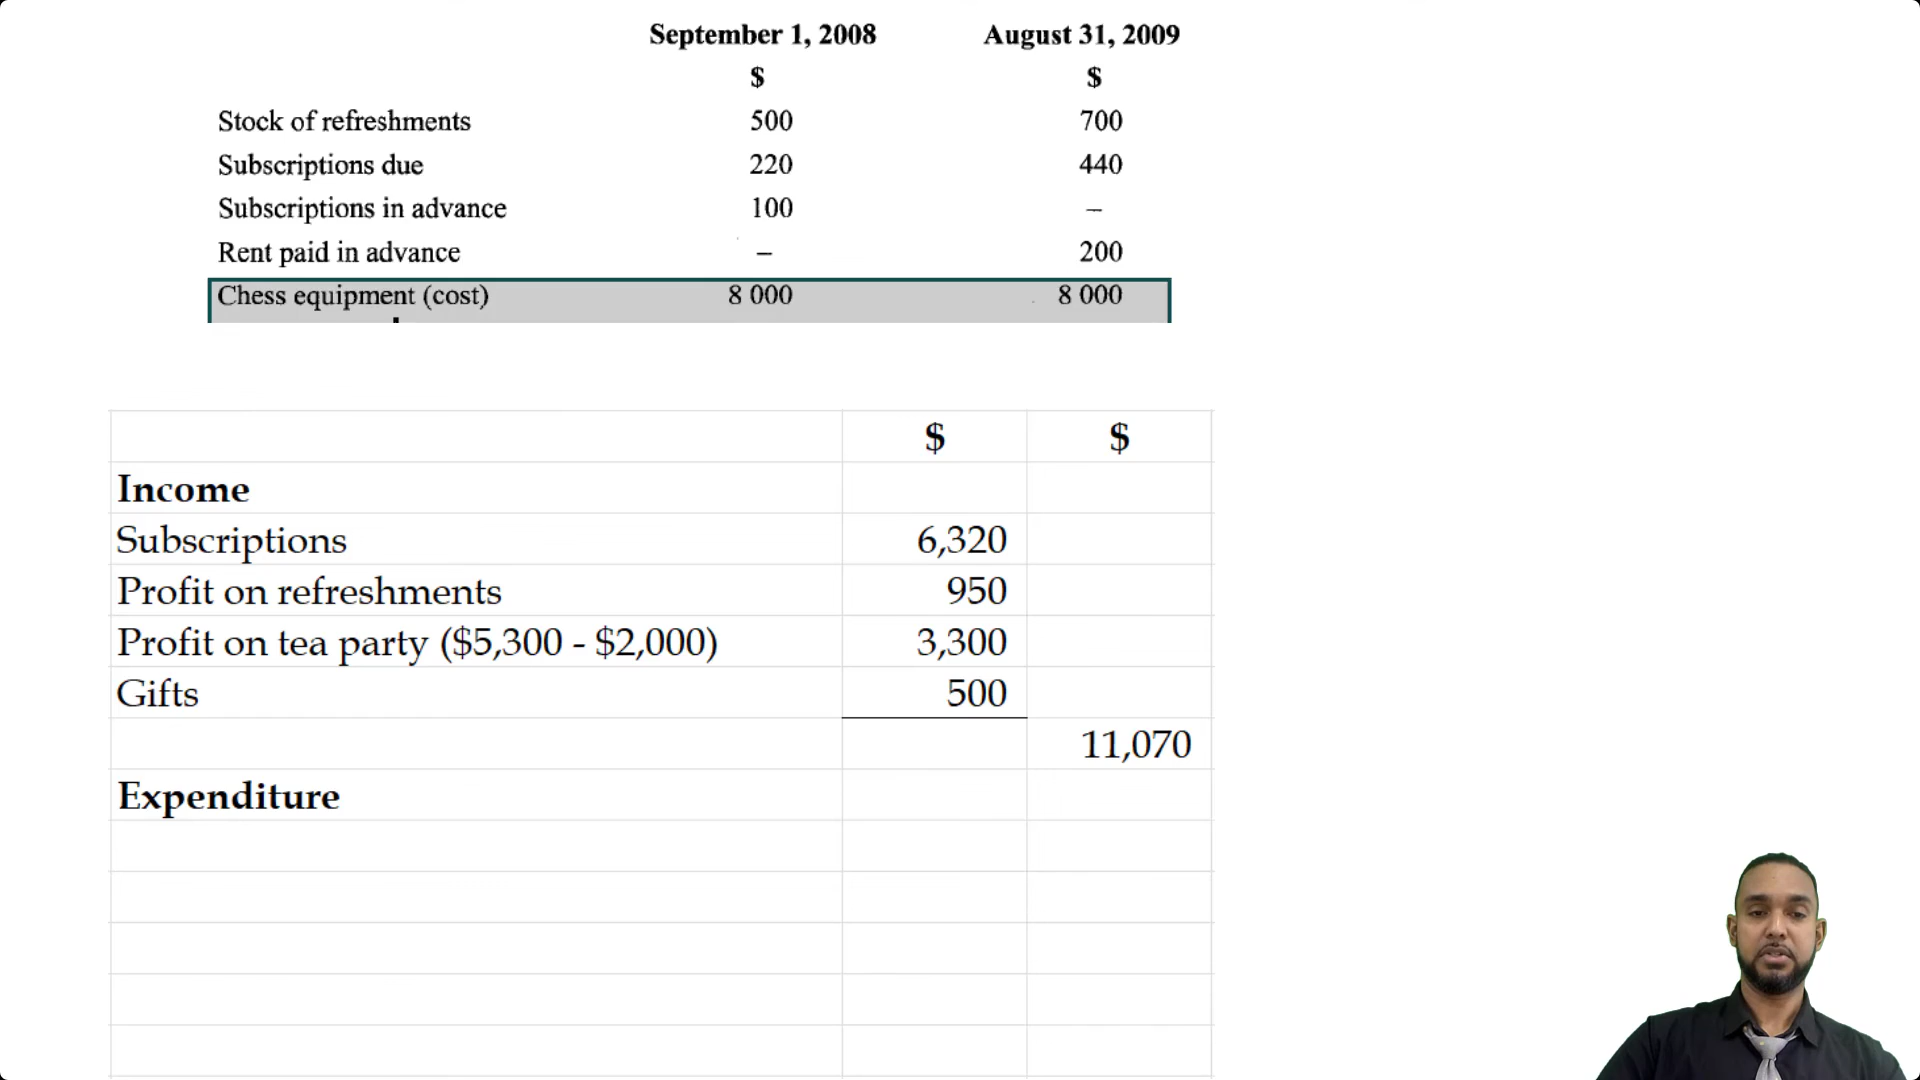 September 1, 2008 August 31, 2009
$ $
Stock of refreshments 500 700
Subscriptions due 220 440
Subscriptions in advance 100 –
Rent paid in advance – 200
Chess equipment (cost) 8 000 8 000
$ $
Income
Subscriptions 6,320
Profit on refreshments 950
Profit on tea party ($5,300 - $2,000) 3,300
Gifts 500
11,070
Expenditure